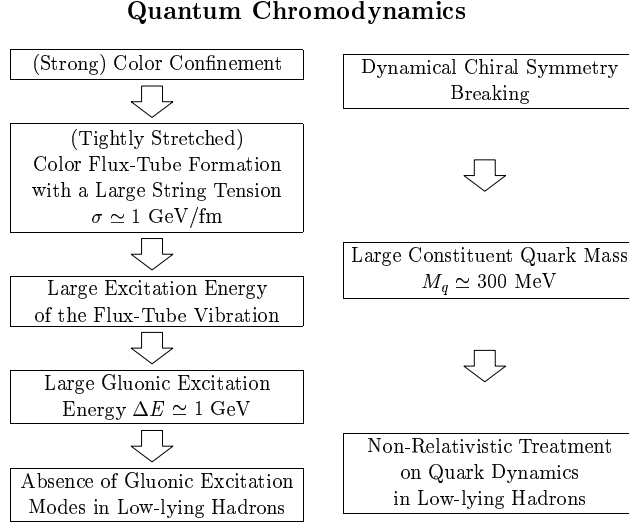 Quantum Chromodynamics
(Strong) Color Confinement
(Tightly Stretched)
Color Flux-Tube Formation
with a Large String Tension
σ ≃ 1 GeV/fm
Large Excitation Energy
of the Flux-Tube Vibration
Large Gluonic Excitation
Energy ΔE ≃ 1 GeV
Absence of Gluonic Excitation
Modes in Low-lying Hadrons
Dynamical Chiral Symmetry
Breaking
Large Constituent Quark Mass
M_q ≃ 300 MeV
Non-Relativistic Treatment
on Quark Dynamics
in Low-lying Hadrons